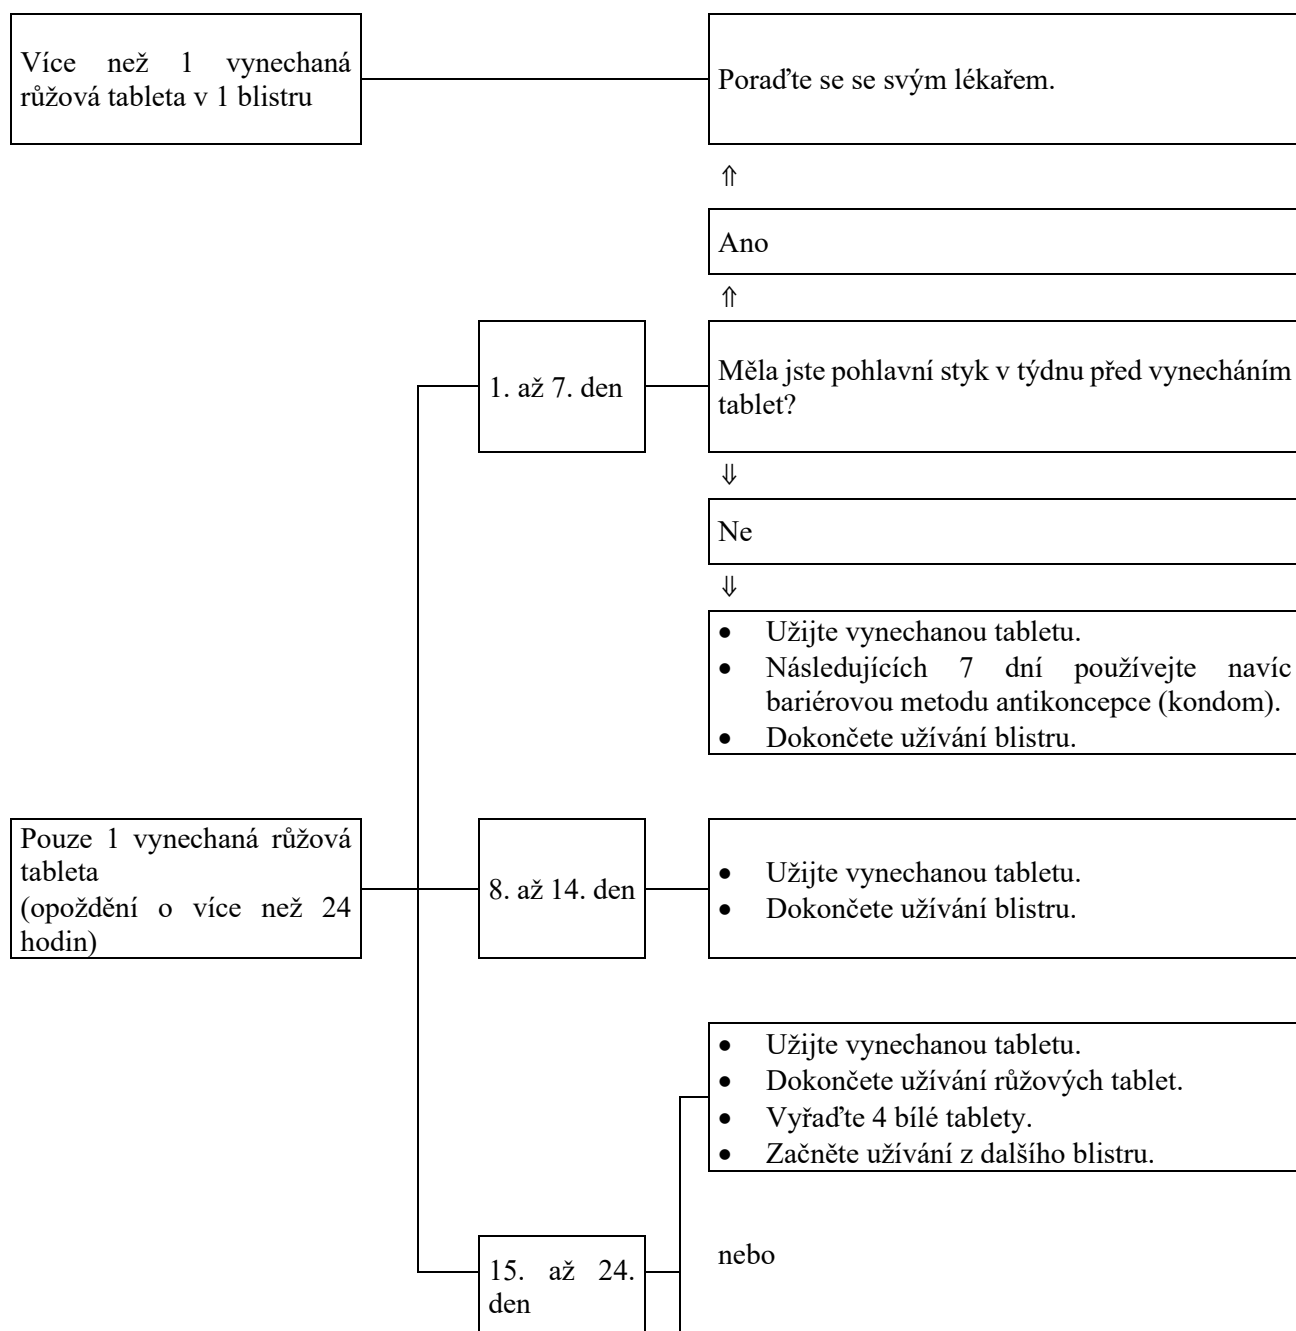 Více než 1 vynechaná
růžová tableta v 1 blistru
Poraďte se se svým lékařem.
⇑
Ano
⇑
1. až 7. den
Měla jste pohlavní styk v týdnu před vynecháním
tablet?
⇓
Ne
⇓
• Užijte vynechanou tabletu.
• Následujících 7 dní používejte navíc
bariérovou metodu antikoncepce (kondom).
• Dokončete užívání blistru.
Pouze 1 vynechaná růžová
tableta
(opoždění o více než 24
hodin)
8. až 14. den
• Užijte vynechanou tabletu.
• Dokončete užívání blistru.
• Užijte vynechanou tabletu.
• Dokončete užívání růžových tablet.
• Vyřaďte 4 bílé tablety.
• Začněte užívání z dalšího blistru.
15. až 24.
den
nebo